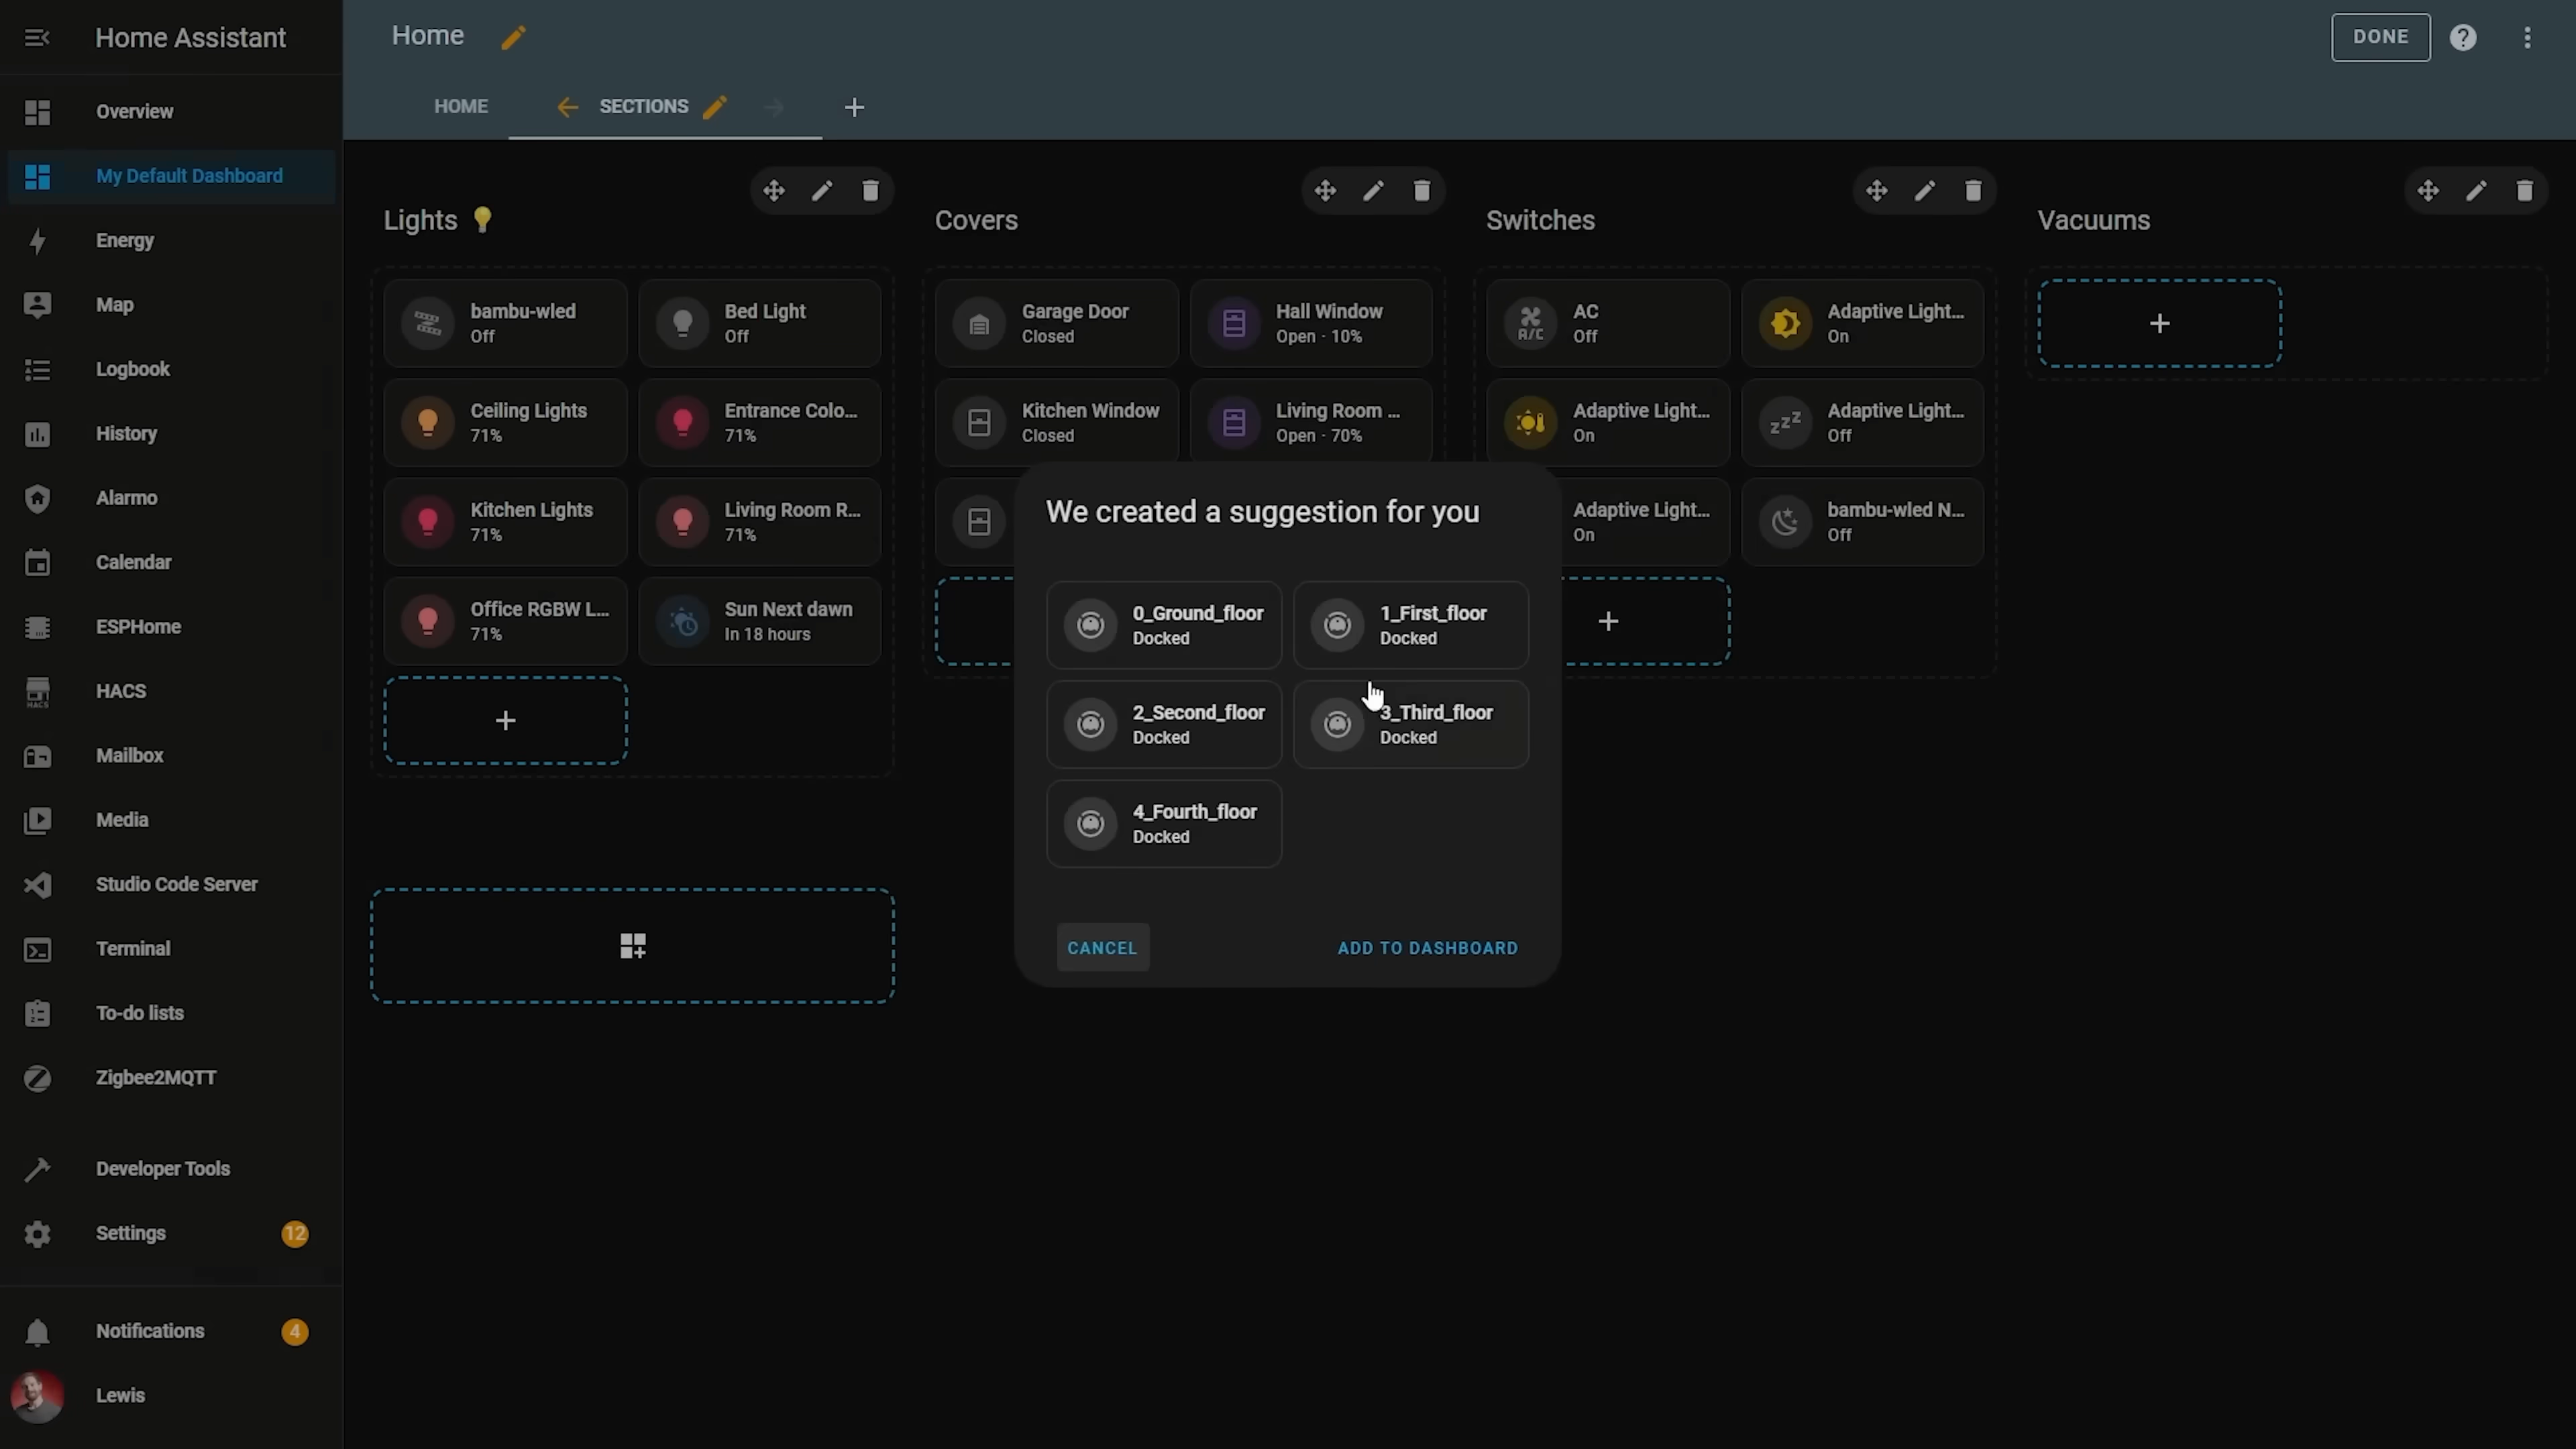 Home Assistant
Overview
My Default Dashboard
Energy
Map
Logbook
History
Alarmo
Calendar
ESPHome
HACS
HACS
Mailbox
Media
Studio Code Server
Terminal
To-do lists
Zigbee2MQTT
Developer Tools
Settings
12
Notifications
4
Lewis
Home
DONE
HOME
SECTIONS
Lights
bambu-wled
Off
Bed Light
Off
Ceiling Lights
71%
Entrance Colo...
71%
Kitchen Lights
71%
Living Room R...
71%
Office RGBW L...
71%
Sun Next dawn
In 18 hours
Covers
Garage Door
Closed
Hall Window
Open · 10%
Kitchen Window
Closed
Living Room ...
Open · 70%
Switches
A/C
AC
Off
Adaptive Light...
On
Adaptive Light...
On
zzz
Adaptive Light...
Off
Adaptive Light...
On
bambu-wled N...
Off
Vacuums
We created a suggestion for you
0_Ground_floor
Docked
1_First_floor
Docked
2_Second_floor
Docked
3_Third_floor
Docked
4_Fourth_floor
Docked
CANCEL
ADD TO DASHBOARD